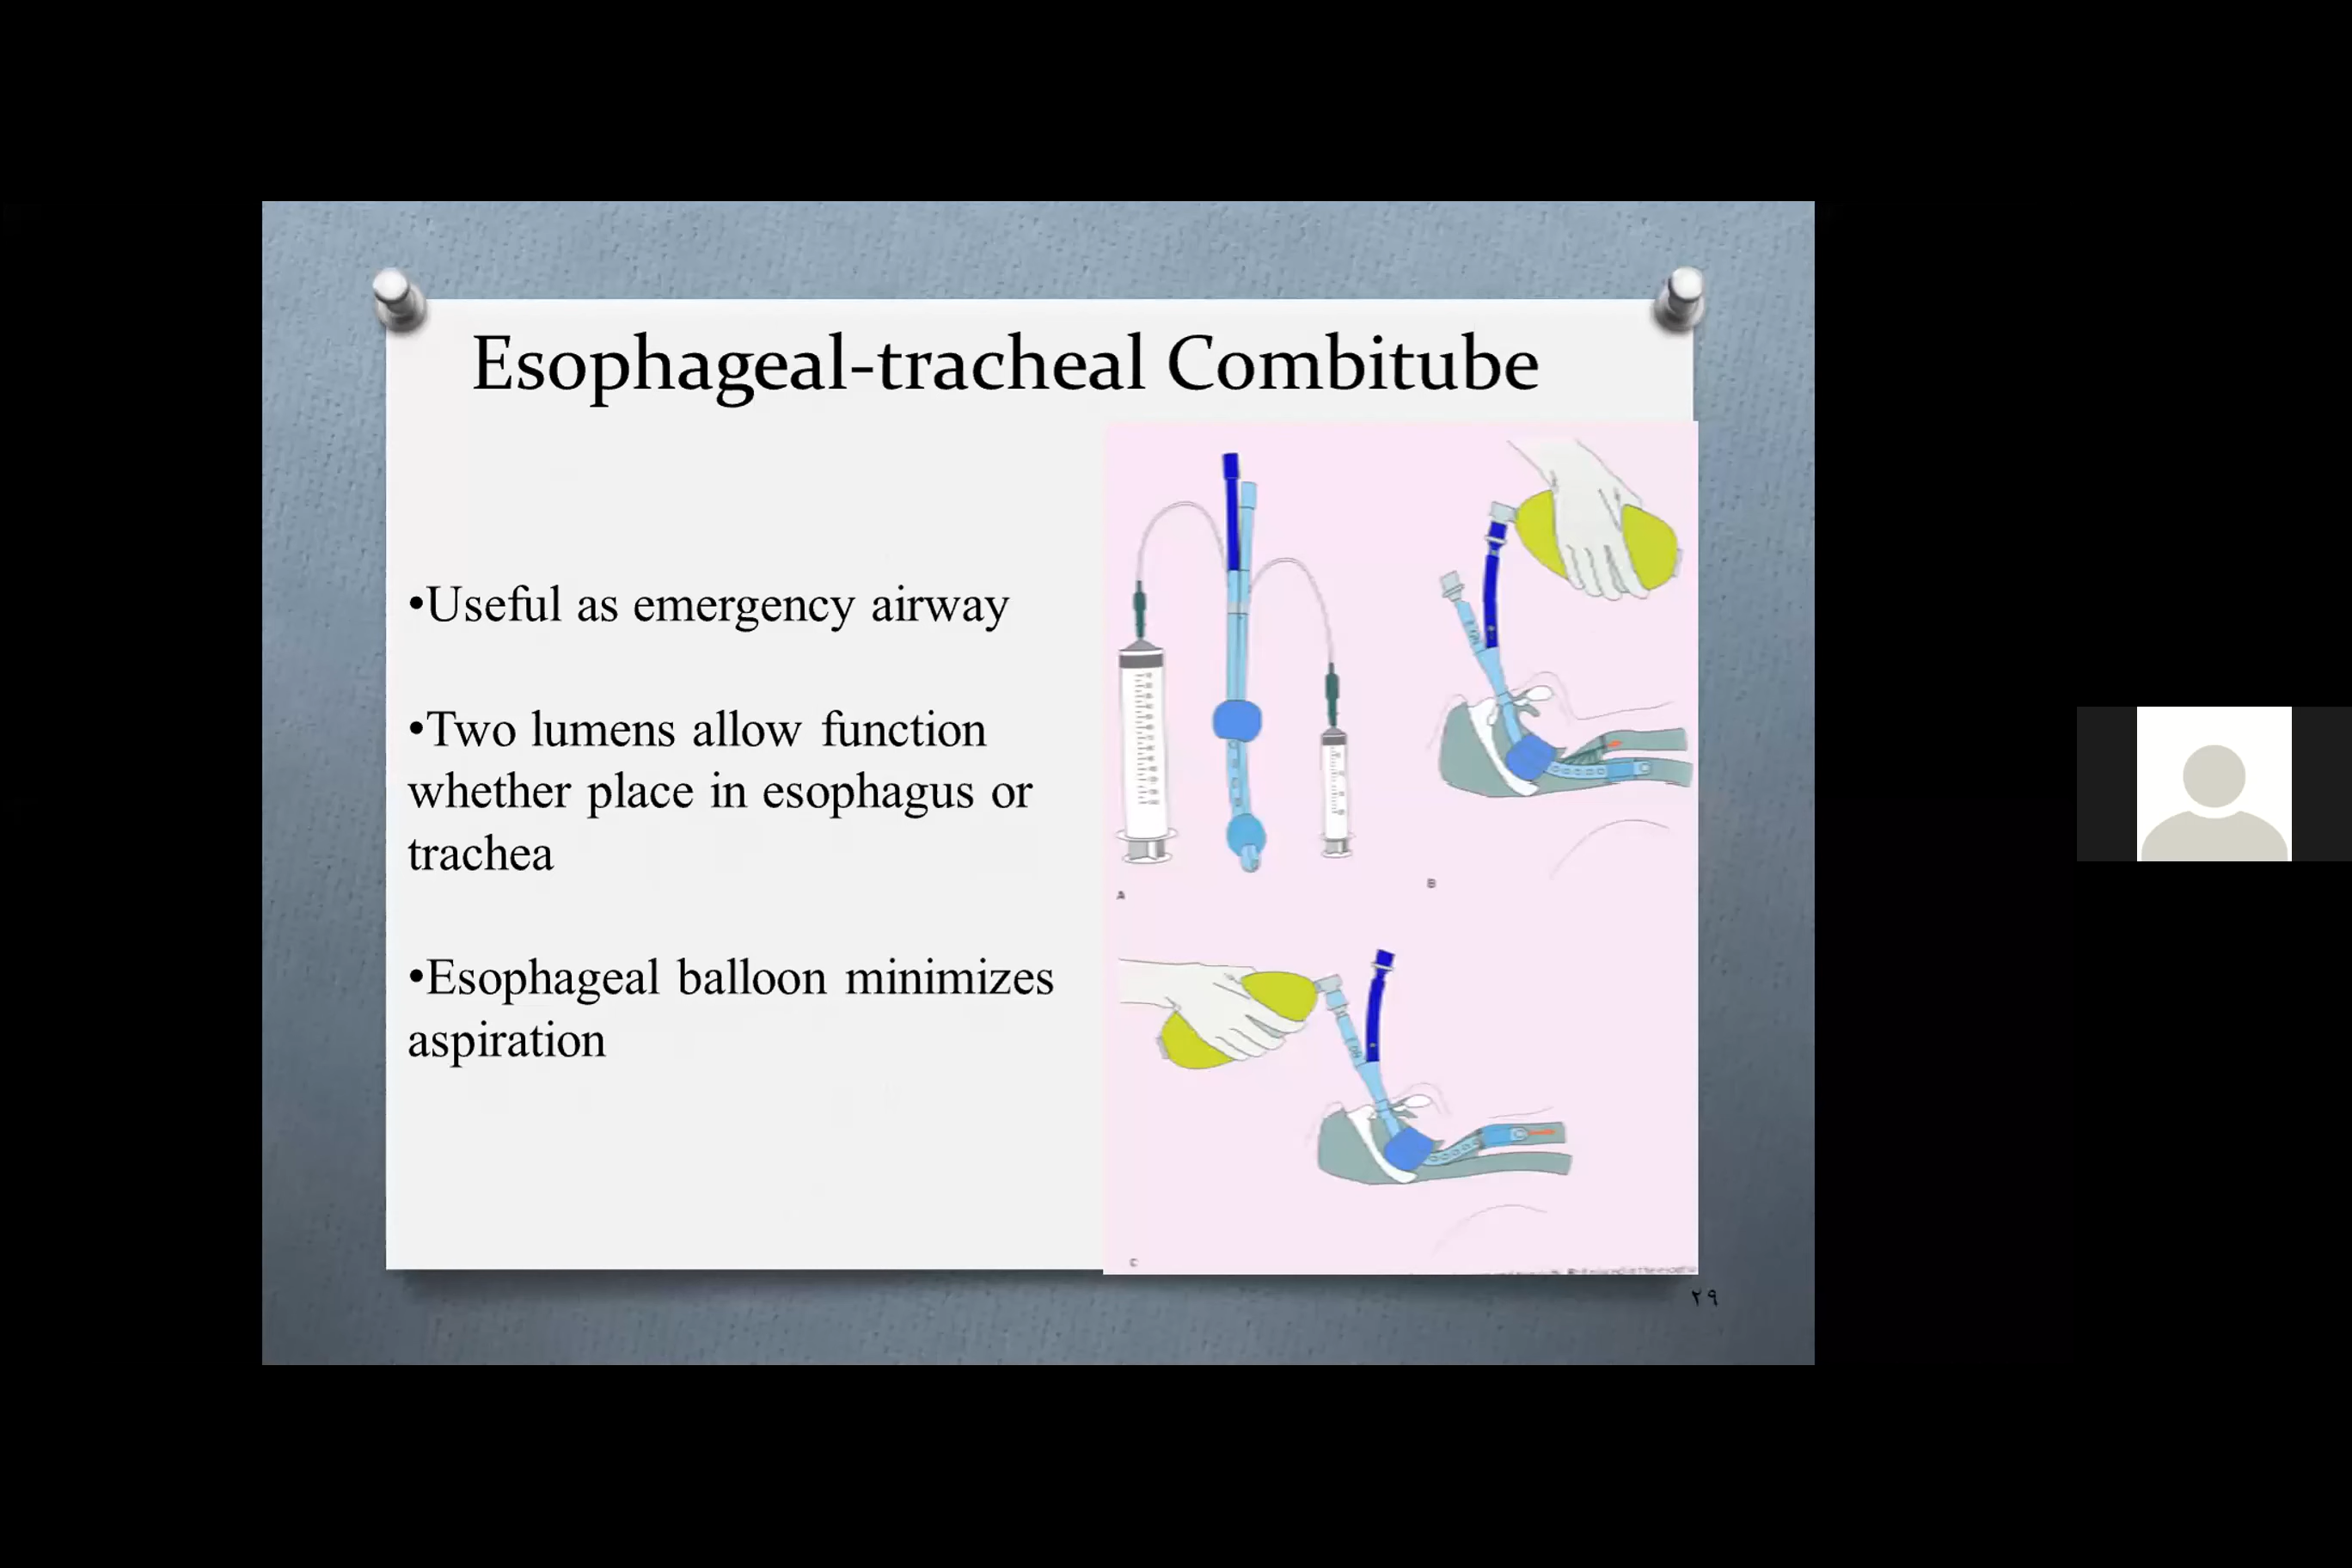 Esophageal-tracheal Combitube
•Useful as emergency airway
•Two lumens allow function
whether place in esophagus or
trachea
•Esophageal balloon minimizes
aspiration
A
B
C
۲۹